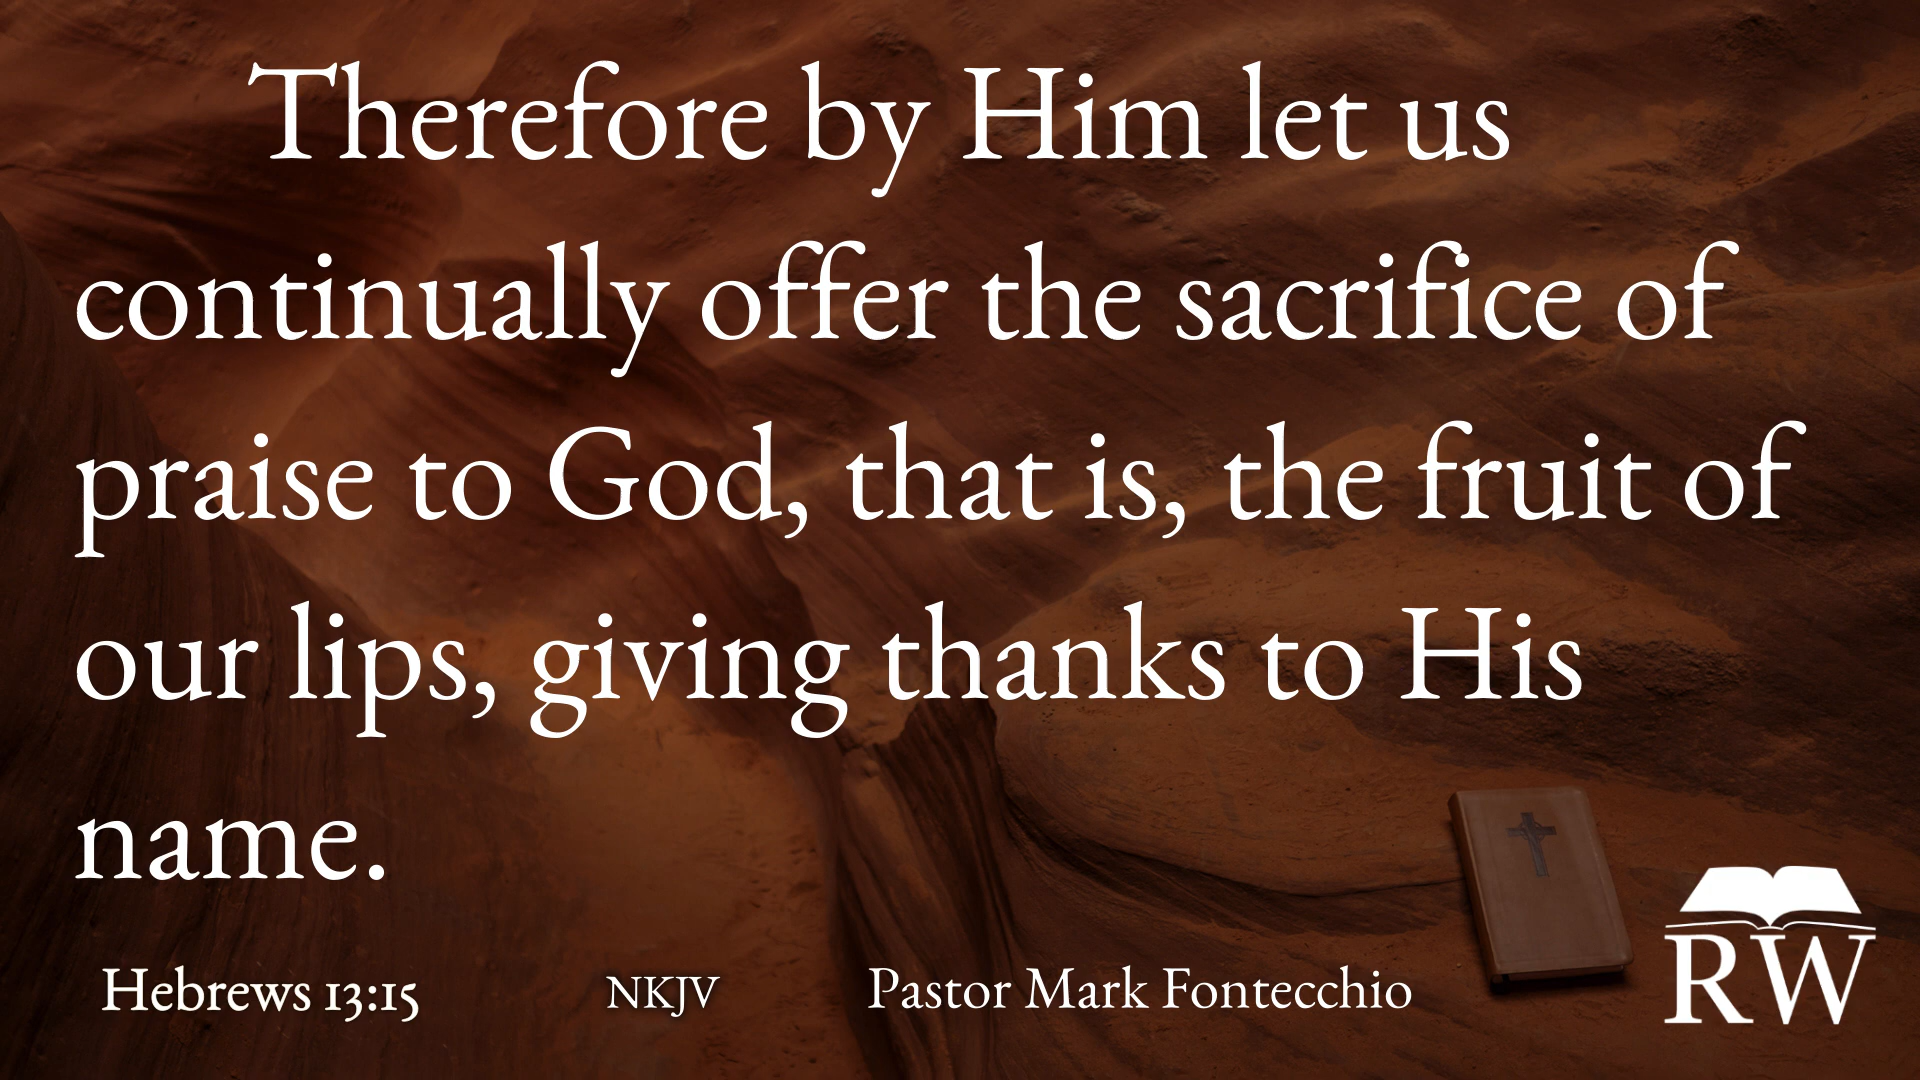 Therefore by Him let us
continually offer the sacrifice of
praise to God, that is, the fruit of
our lips, giving thanks to His
name.
Hebrews 13:15 NKJV Pastor Mark Fontecchio
RW